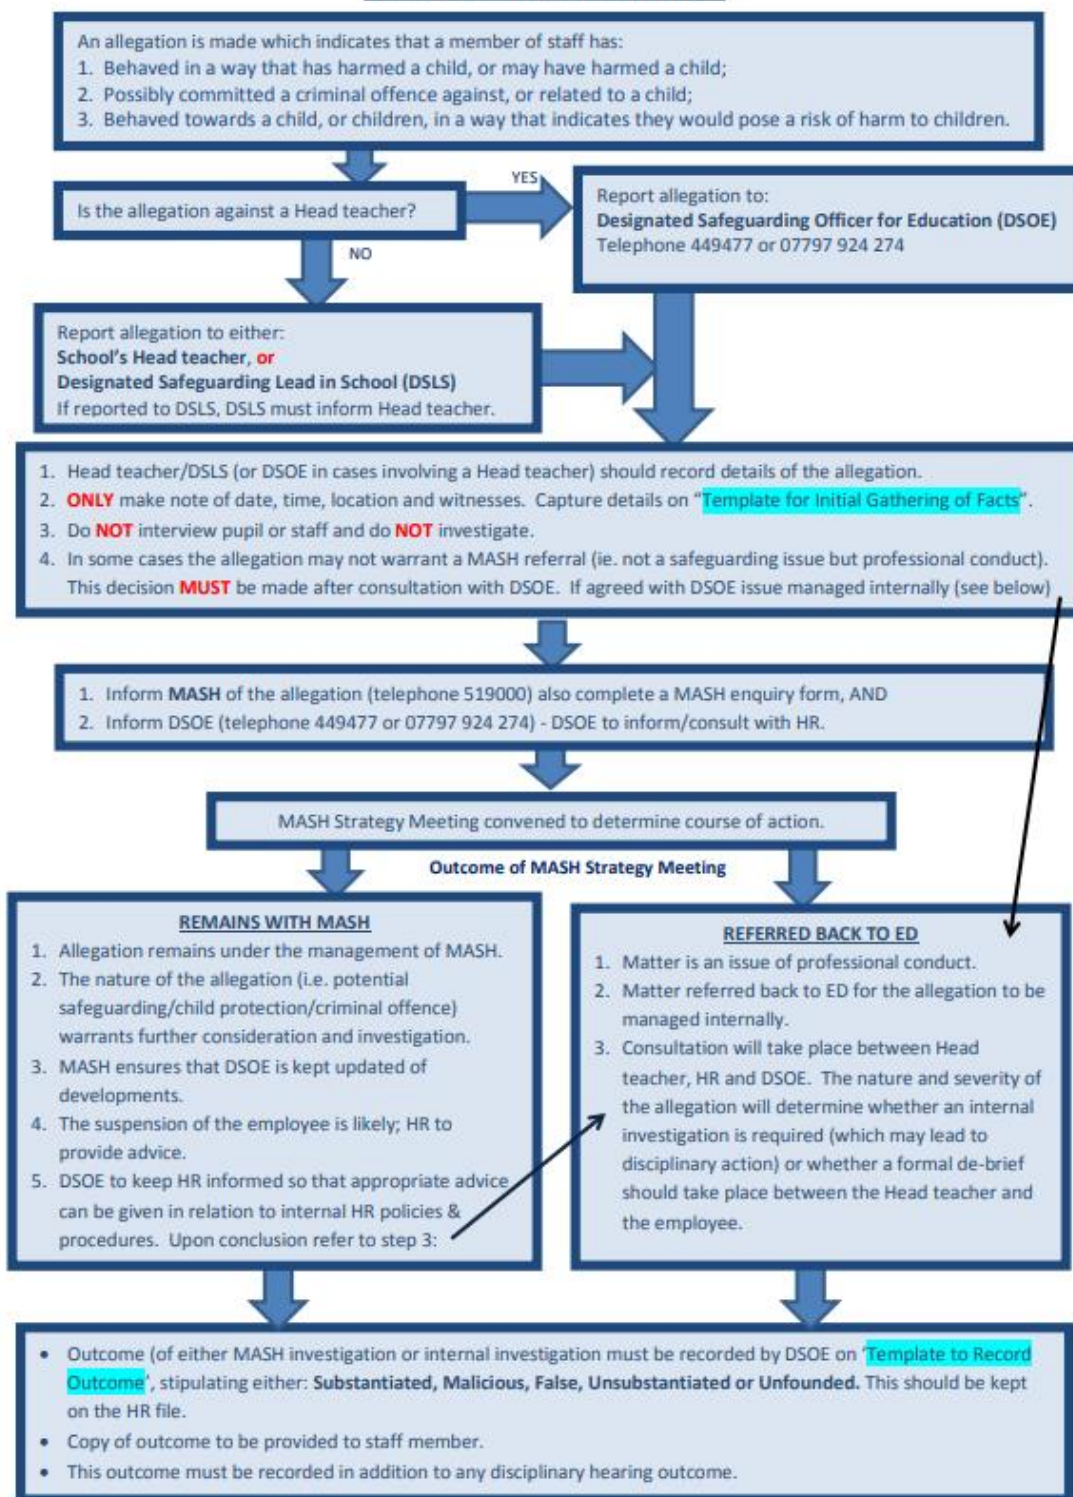 An allegation is made which indicates that a member of staff has:
1. Behaved in a way that has harmed a child, or may have harmed a child;
2. Possibly committed a criminal offence against, or related to a child;
3. Behaved towards a child, or children, in a way that indicates they would pose a risk of harm to children.
Is the allegation against a Head teacher?
YES
Report allegation to:
Designated Safeguarding Officer for Education (DSOE)
Telephone 449477 or 07797 924 274
NO
Report allegation to either:
School's Head teacher, or
Designated Safeguarding Lead in School (DSLS)
If reported to DSLS, DSLS must inform Head teacher.
1. Head teacher/DSLS (or DSOE in cases involving a Head teacher) should record details of the allegation.
2. ONLY make note of date, time, location and witnesses. Capture details on "Template for Initial Gathering of Facts".
3. Do NOT interview pupil or staff and do NOT investigate.
4. In some cases the allegation may not warrant a MASH referral (ie. not a safeguarding issue but professional conduct).
This decision MUST be made after consultation with DSOE. If agreed with DSOE issue managed internally (see below)
1. Inform MASH of the allegation (telephone 519000) also complete a MASH enquiry form, AND
2. Inform DSOE (telephone 449477 or 07797 924 274) - DSOE to inform/consult with HR.
MASH Strategy Meeting convened to determine course of action.
Outcome of MASH Strategy Meeting
REMAINS WITH MASH
1. Allegation remains under the management of MASH.
2. The nature of the allegation (i.e. potential
safeguarding/child protection/criminal offence)
warrants further consideration and investigation.
3. MASH ensures that DSOE is kept updated of
developments.
4. The suspension of the employee is likely; HR to
provide advice.
5. DSOE to keep HR informed so that appropriate advice
can be given in relation to internal HR policies &
procedures. Upon conclusion refer to step 3:
REFERRED BACK TO ED
1. Matter is an issue of professional conduct.
2. Matter referred back to ED for the allegation to be
managed internally.
3. Consultation will take place between Head
teacher, HR and DSOE. The nature and severity of
the allegation will determine whether an internal
investigation is required (which may lead to
disciplinary action) or whether a formal de-brief
should take place between the Head teacher and
the employee.
• Outcome (of either MASH investigation or internal investigation must be recorded by DSOE on 'Template to Record
Outcome', stipulating either: Substantiated, Malicious, False, Unsubstantiated or Unfounded. This should be kept
on the HR file.
• Copy of outcome to be provided to staff member.
• This outcome must be recorded in addition to any disciplinary hearing outcome.